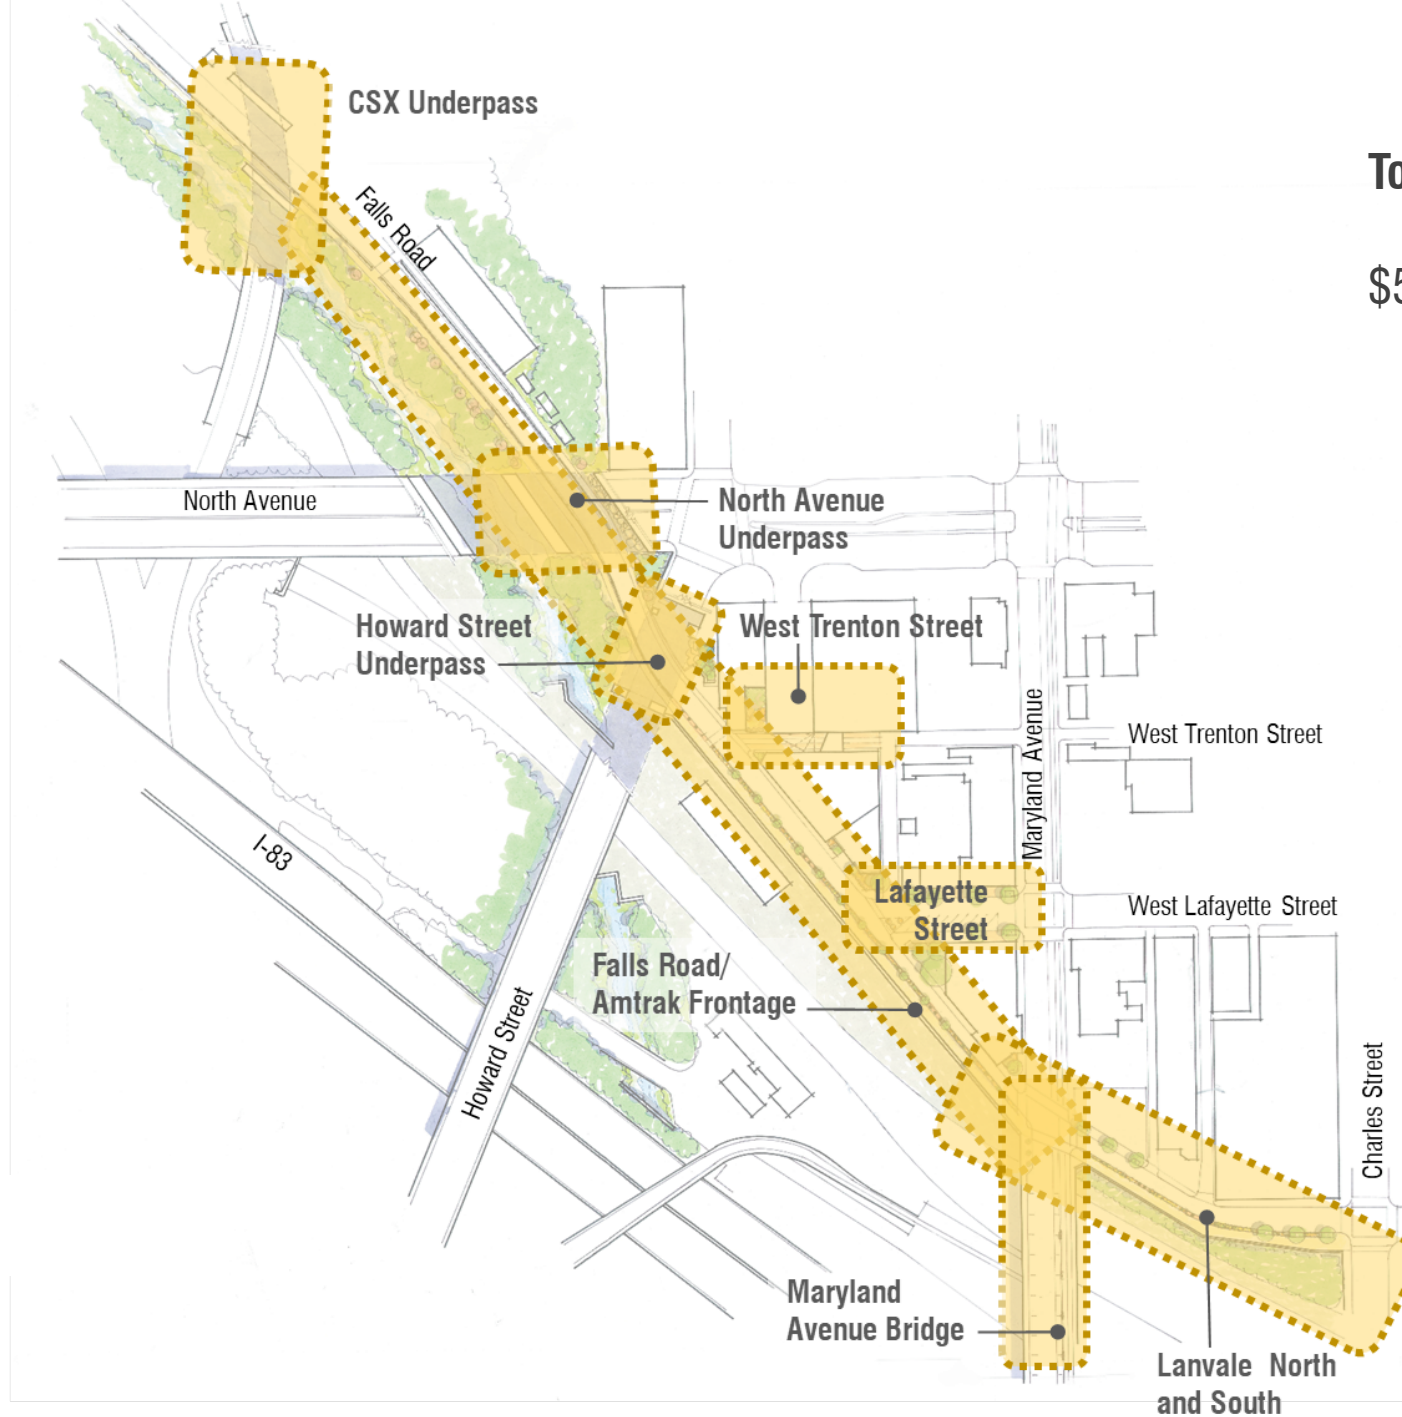 CSX Underpass
To
$5
Falls Road
North Avenue
North Avenue
Underpass
Howard Street
Underpass
West Trenton Street
Maryland Avenue
West Trenton Street
I-83
Lafayette
Street
West Lafayette Street
Falls Road/
Amtrak Frontage
Howard Street
Charles Street
Maryland
Avenue Bridge
Lanvale North
and South